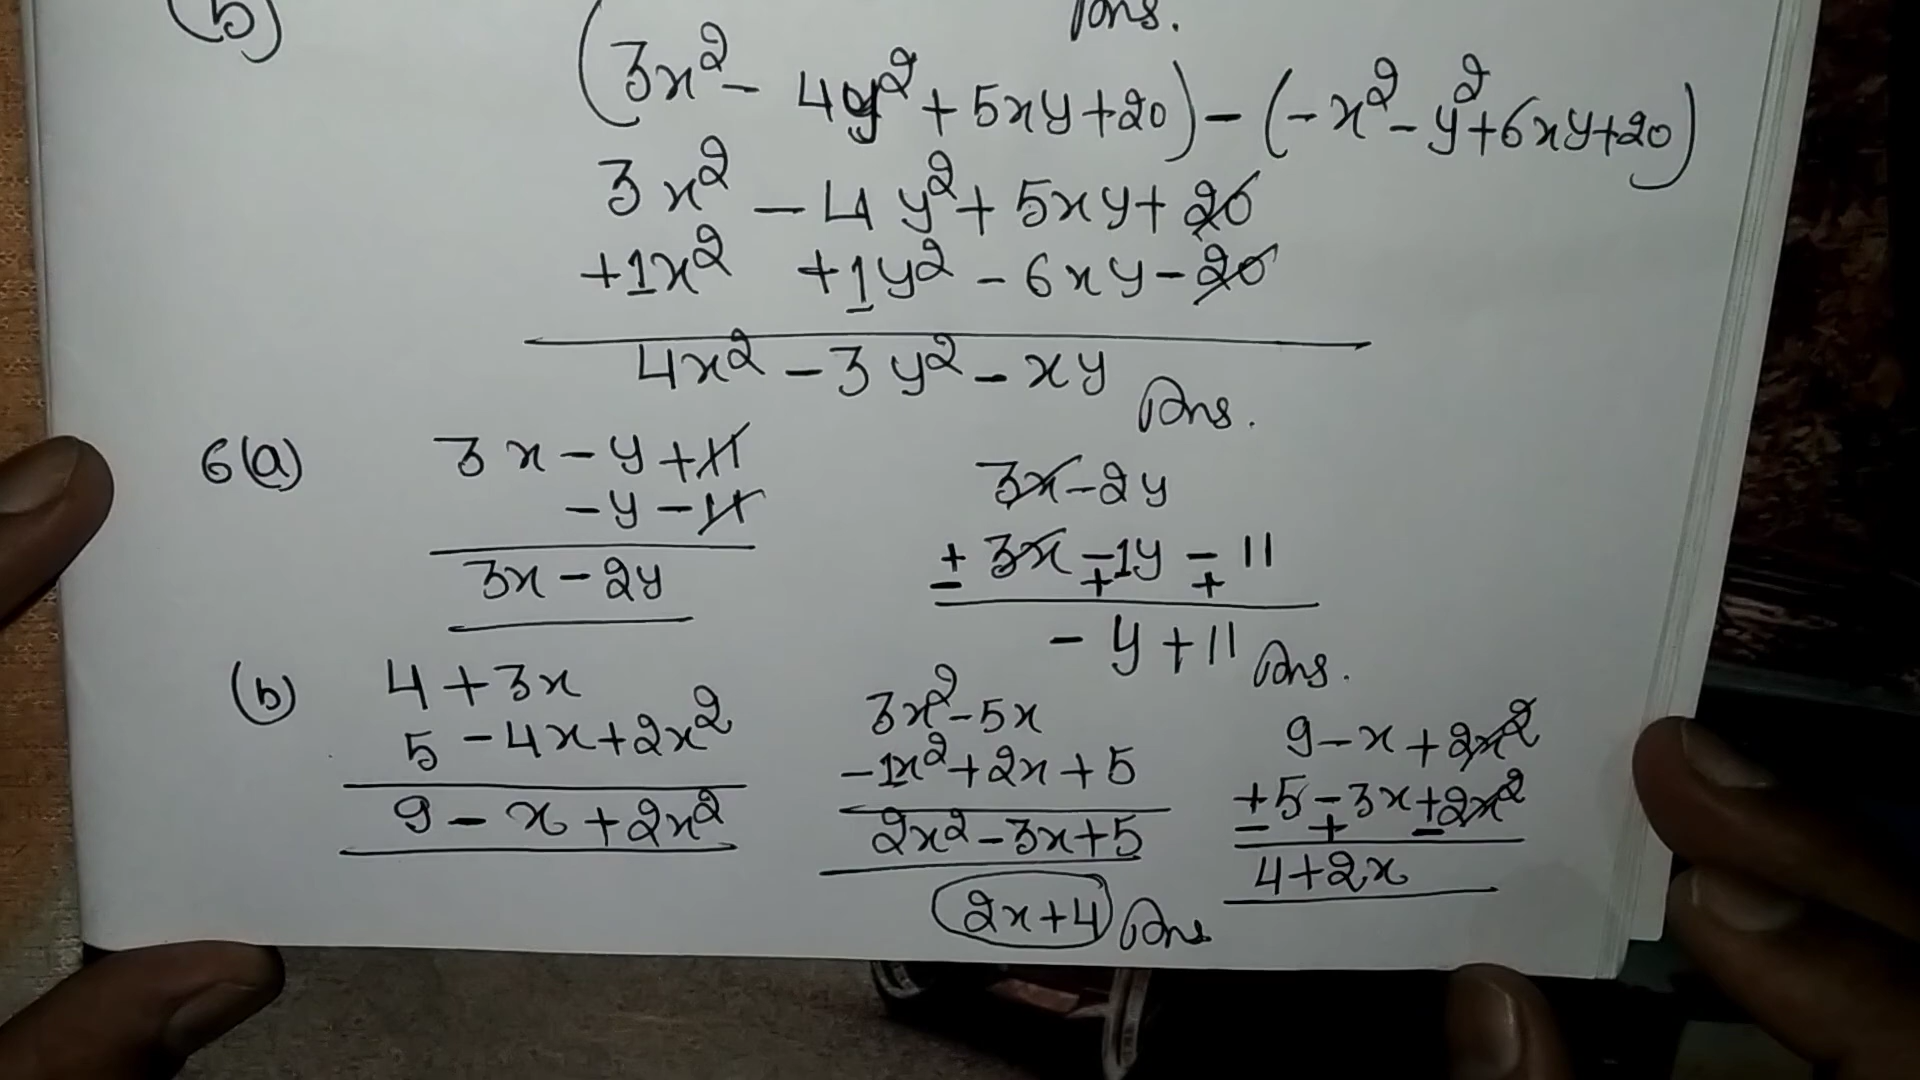 (b) Ans.
(3x² - 4y² + 5xy + 20) - (-x² - y² + 6xy + 20)
3x² - 4y² + 5xy + 20
+1x² +1y² - 6xy - 20
4x² - 3y² - xy
Ans.
6(a)
3x - y + 11
- y - 11
3x - 2y
3x - 2y
± 3x - 1y - 11
- + +
- y + 11 Ans.
(b)
4 + 3x
5 - 4x + 2x²
9 - x + 2x²
3x² - 5x
-1x² + 2x + 5
2x² - 3x + 5
9 - x + 2x²
+5 - 3x + 2x²
- + -
4 + 2x
2x + 4 Ans